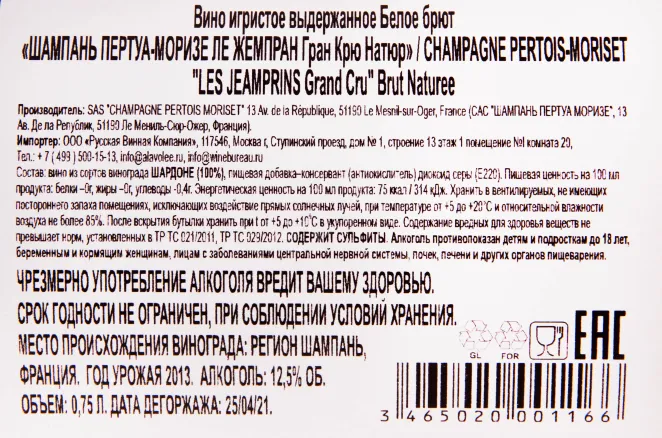 Вино игристое выдержанное Белое брют
«ШАМПАНЬ ПЕРТУА-МОРИЗЕ ЛЕ ЖЕМПРАН Гран Крю Натюр» / CHAMPAGNE PERTOIS-MORISET
"LES JEAMPRINS Grand Cru" Brut Naturee
Производитель: SAS "CHAMPAGNE PERTOIS MORISET" 13 Av. de la République, 51190 Le Mesnil-sur-Oger, France (САС "ШАМПАНЬ ПЕРТУА МОРИЗЕ", 13
Ав. Де ла Републик, 51190 Ле Мениль-Сюр-Ожер, Франция).
Импортер: ООО «Русская Винная Компания», 117546, Москва г, Ступинский проезд, дом № 1, строение 13 этаж 1 помещение №I комната 20,
Тел.: + 7 ( 499 ) 500-15-13, info@alavolee.ru, info@winebureau.ru
Состав: вино из сортов винограда ШАРДОНЕ (100%), пищевая добавка-консервант (антиокислитель) диоксид серы (Е220). Пищевая ценность на 100 мл
продукта: белки –0г, жиры –0г, углеводы -0,4г. Энергетическая ценность на 100 мл продукта: 75 ккал / 314 кДж. Хранить в вентилируемых, не имеющих
постороннего запаха помещениях, исключающих воздействие прямых солнечных лучей, при температуре от +5 до +20°С и относительной влажности
воздуха не более 85%. После вскрытия бутылки хранить при t от +5 до +10°С в укупоренном виде. Содержание вредных для здоровья веществ не
превышает норм, установленных в ТР ТС 021/2011, ТР ТС 029/2012. СОДЕРЖИТ СУЛЬФИТЫ. Алкоголь противопоказан детям и подросткам до 18 лет,
беременным и кормящим женщинам, лицам с заболеваниями центральной нервной системы, почек, печени и других органов пищеварения.
ЧРЕЗМЕРНО УПОТРЕБЛЕНИЕ АЛКОГОЛЯ ВРЕДИТ ВАШЕМУ ЗДОРОВЬЮ.
СРОК ГОДНОСТИ НЕ ОГРАНИЧЕН, ПРИ СОБЛЮДЕНИИ УСЛОВИЙ ХРАНЕНИЯ.
МЕСТО ПРОИСХОЖДЕНИЯ ВИНОГРАДА: РЕГИОН ШАМПАНЬ,
ФРАНЦИЯ. ГОД УРОЖАЯ 2013. АЛКОГОЛЬ: 12,5% ОБ.
ОБЪЕМ: 0,75 Л. ДАТА ДЕГОРЖАЖА: 25/04/21.
GL FOR
EAC
3 465020 001166